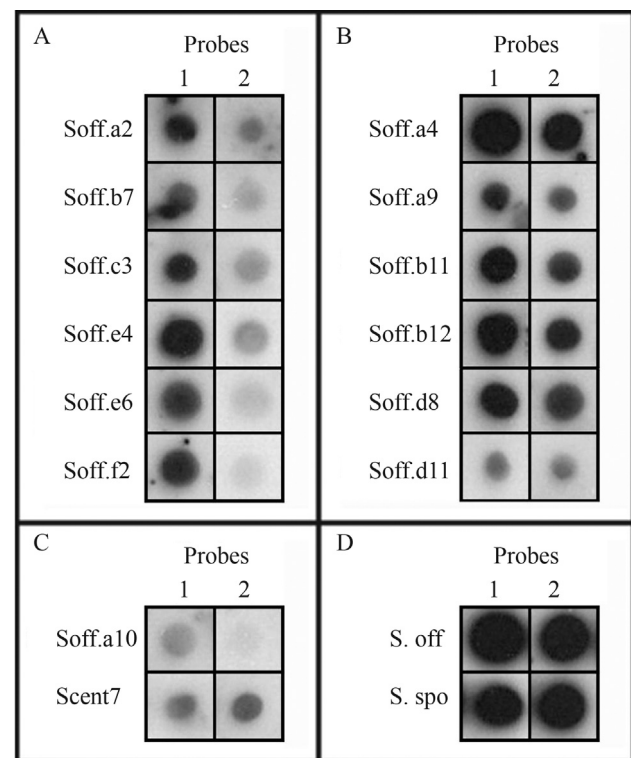 A
Probes
1 2
Soff.a2
Soff.b7
Soff.c3
Soff.e4
Soff.e6
Soff.f2
B
Probes
1 2
Soff.a4
Soff.a9
Soff.b11
Soff.b12
Soff.d8
Soff.d11
C
Probes
1 2
Soff.a10
Scent7
D
Probes
1 2
S. off
S. spo